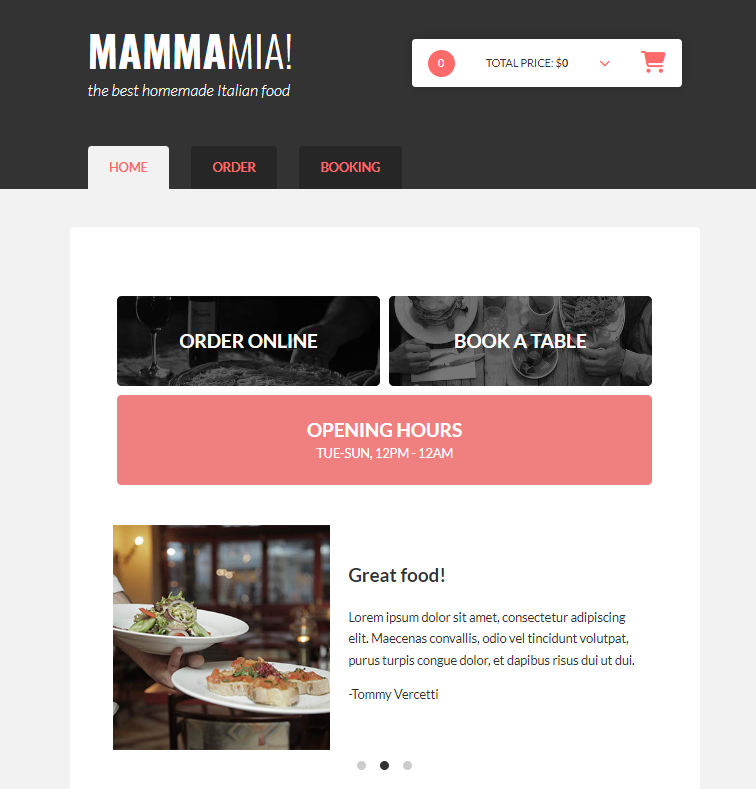 MAMMAMIA!
the best homemade Italian food
0
TOTAL PRICE: $0
HOME
ORDER
BOOKING
ORDER ONLINE
BOOK A TABLE
OPENING HOURS
TUE-SUN, 12PM - 12AM
Great food!
Lorem ipsum dolor sit amet, consectetur adipiscing
elit. Maecenas convallis, odio vel tincidunt volutpat,
purus turpis congue dolor, et dapibus risus dui ut dui.
-Tommy Vercetti